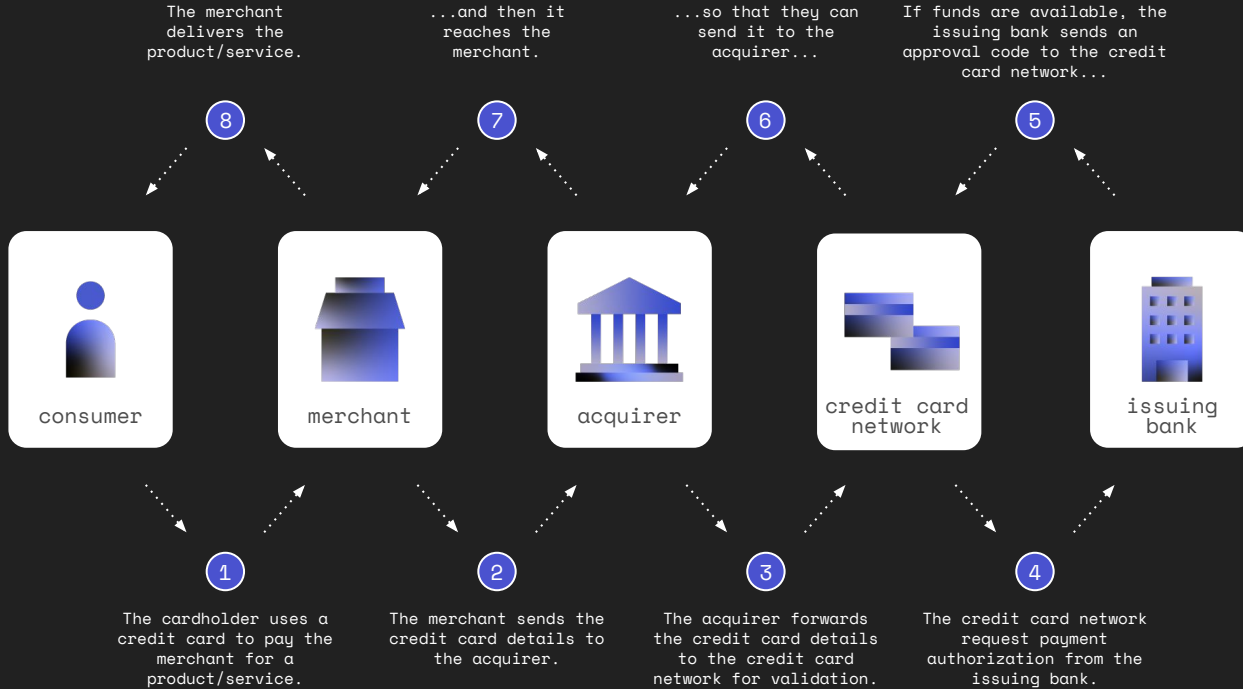 The merchant
delivers the
product/service.
...and then it
reaches the
merchant.
...so that they can
send it to the
acquirer...
If funds are available, the
issuing bank sends an
approval code to the credit
card network...
8
7
6
5
consumer
merchant
acquirer
credit card
network
issuing
bank
1
2
3
4
The cardholder uses a
credit card to pay the
merchant for a
product/service.
The merchant sends the
credit card details to
the acquirer.
The acquirer forwards
the credit card details
to the credit card
network for validation.
The credit card network
request payment
authorization from the
issuing bank.